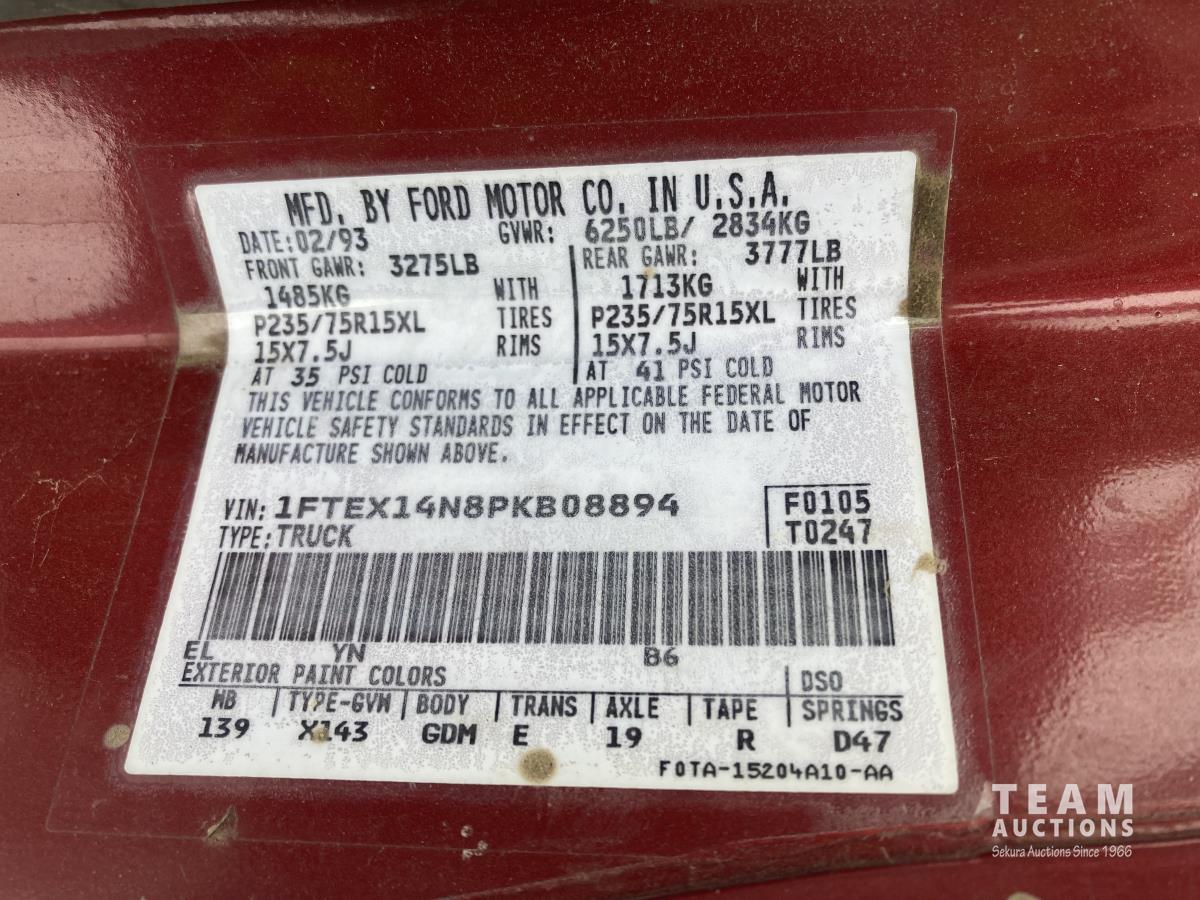 MFD. BY FORD MOTOR CO. IN U.S.A.
DATE: 02/93 GVWR: 6250LB/ 2834KG
FRONT GAWR: 3275LB REAR GAWR: 3777LB
1485KG WITH 1713KG WITH
P235/75R15XL TIRES P235/75R15XL TIRES
15X7.5J RIMS 15X7.5J RIMS
AT 35 PSI COLD AT 41 PSI COLD
THIS VEHICLE CONFORMS TO ALL APPLICABLE FEDERAL MOTOR
VEHICLE SAFETY STANDARDS IN EFFECT ON THE DATE OF
MANUFACTURE SHOWN ABOVE.
VIN: 1FTEX14N8PKB08894 F0105
TYPE: TRUCK T0247
EL YN B6
EXTERIOR PAINT COLORS DSO
WB TYPE-GVW BODY TRANS AXLE TAPE SPRINGS
139 X143 GDM E 19 R D47
F0TA-15204A10-AA
TEAM
AUCTIONS
Sekura Auctions Since 1966